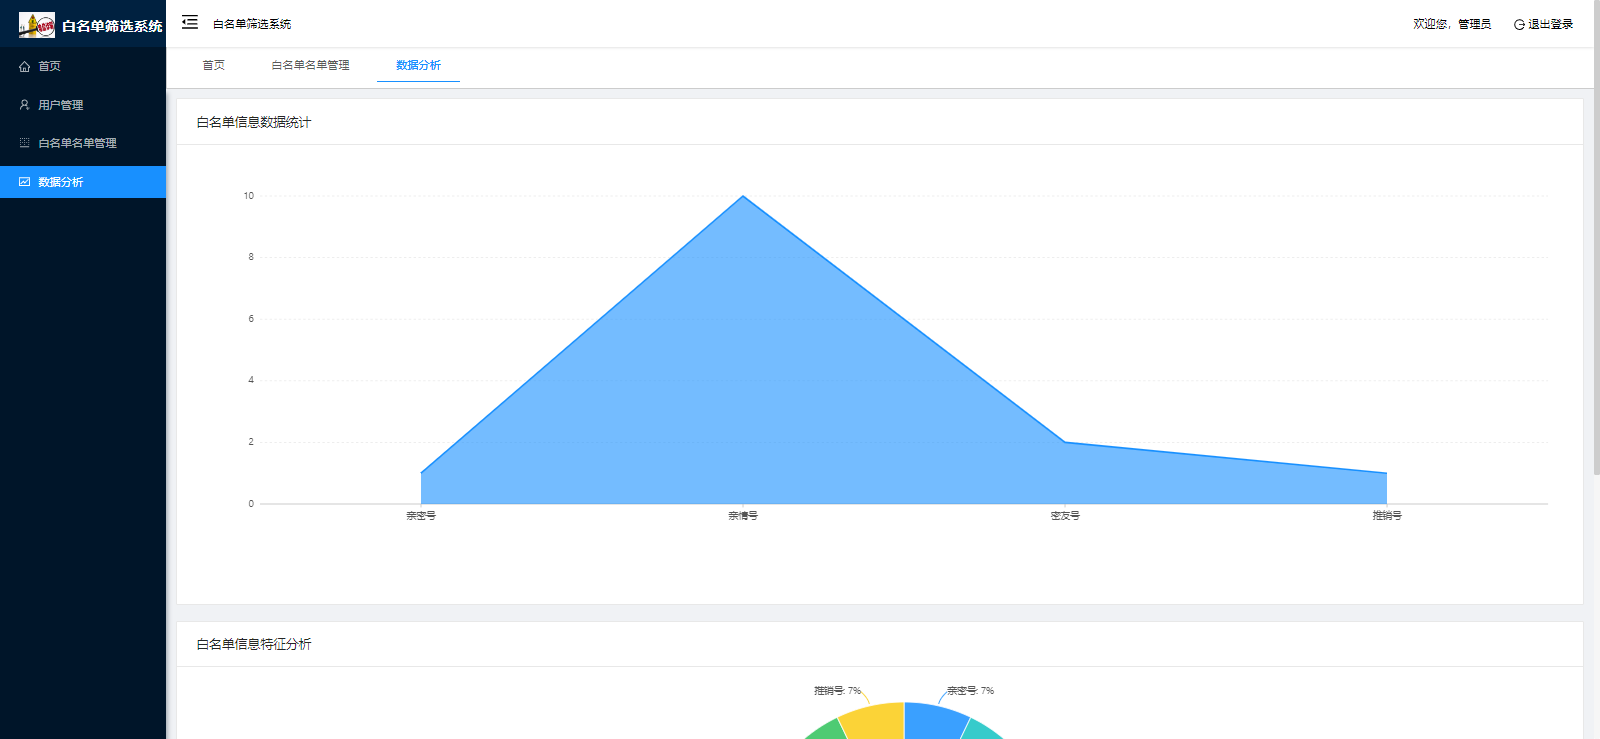 白名单筛选系统
白名单筛选系统
欢迎您，管理员
退出登录
首页
用户管理
白名单名单管理
数据分析
首页
白名单名单管理
数据分析
白名单信息数据统计
10
8
6
4
2
0
亲密号
亲情号
密友号
推销号
白名单信息特征分析
推销号: 7%
亲密号: 7%